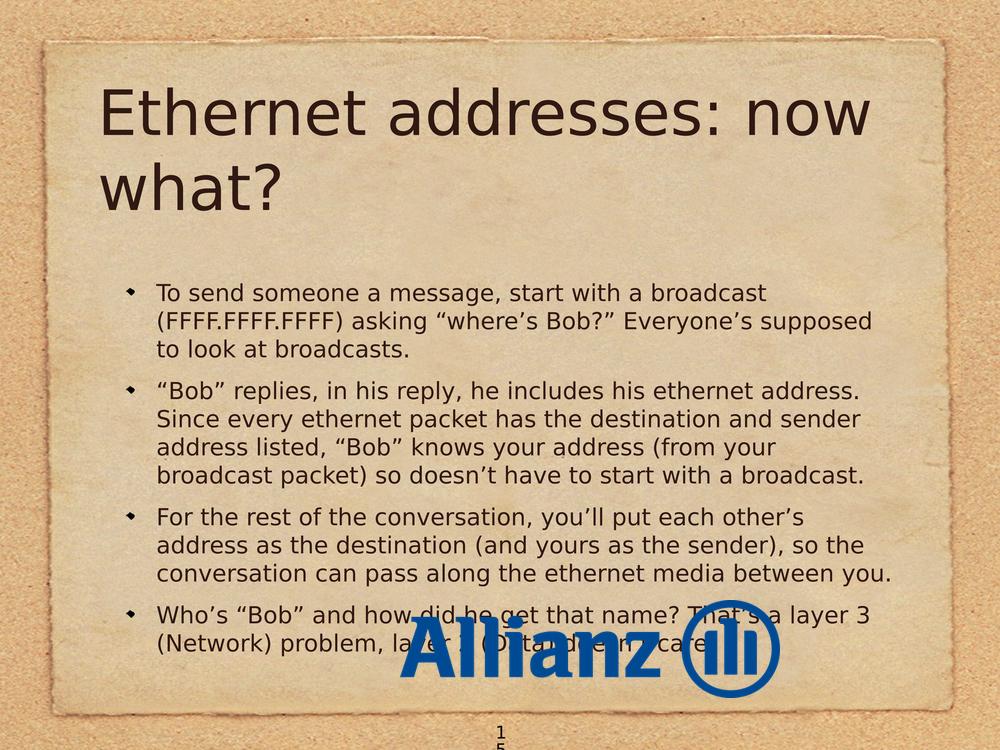 Ethernet addresses: now
what?
To send someone a message, start with a broadcast
(FFFF.FFFF.FFFF) asking “where’s Bob?” Everyone’s supposed
to look at broadcasts.
“Bob” replies, in his reply, he includes his ethernet address.
Since every ethernet packet has the destination and sender
address listed, “Bob” knows your address (from your
broadcast packet) so doesn’t have to start with a broadcast.
For the rest of the conversation, you’ll put each other’s
address as the destination (and yours as the sender), so the
conversation can pass along the ethernet media between you.
Who’s “Bob” and how did he get that name? That’s a layer 3
(Network) problem, layer (Data) doesn’t care
Allianz
1
5